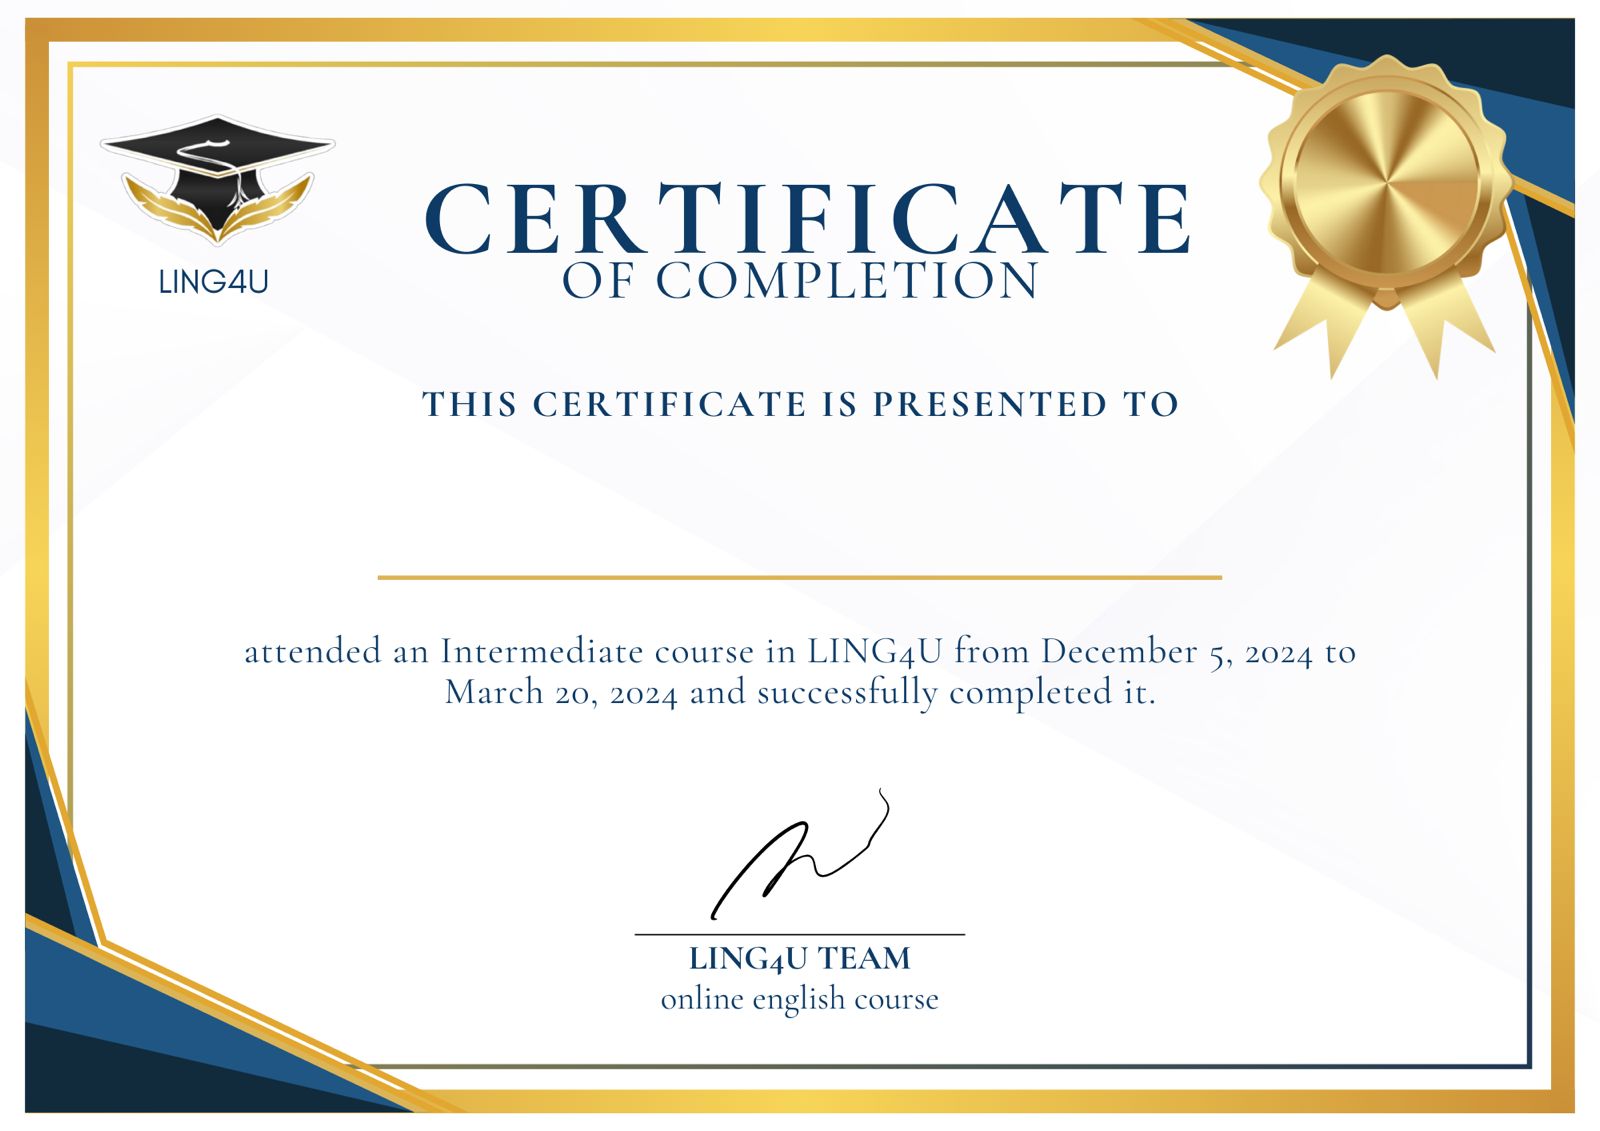 LING4U
CERTIFICATE
OF COMPLETION
THIS CERTIFICATE IS PRESENTED TO
attended an Intermediate course in LING4U from December 5, 2024 to
March 20, 2024 and successfully completed it.
LING4U TEAM
online english course